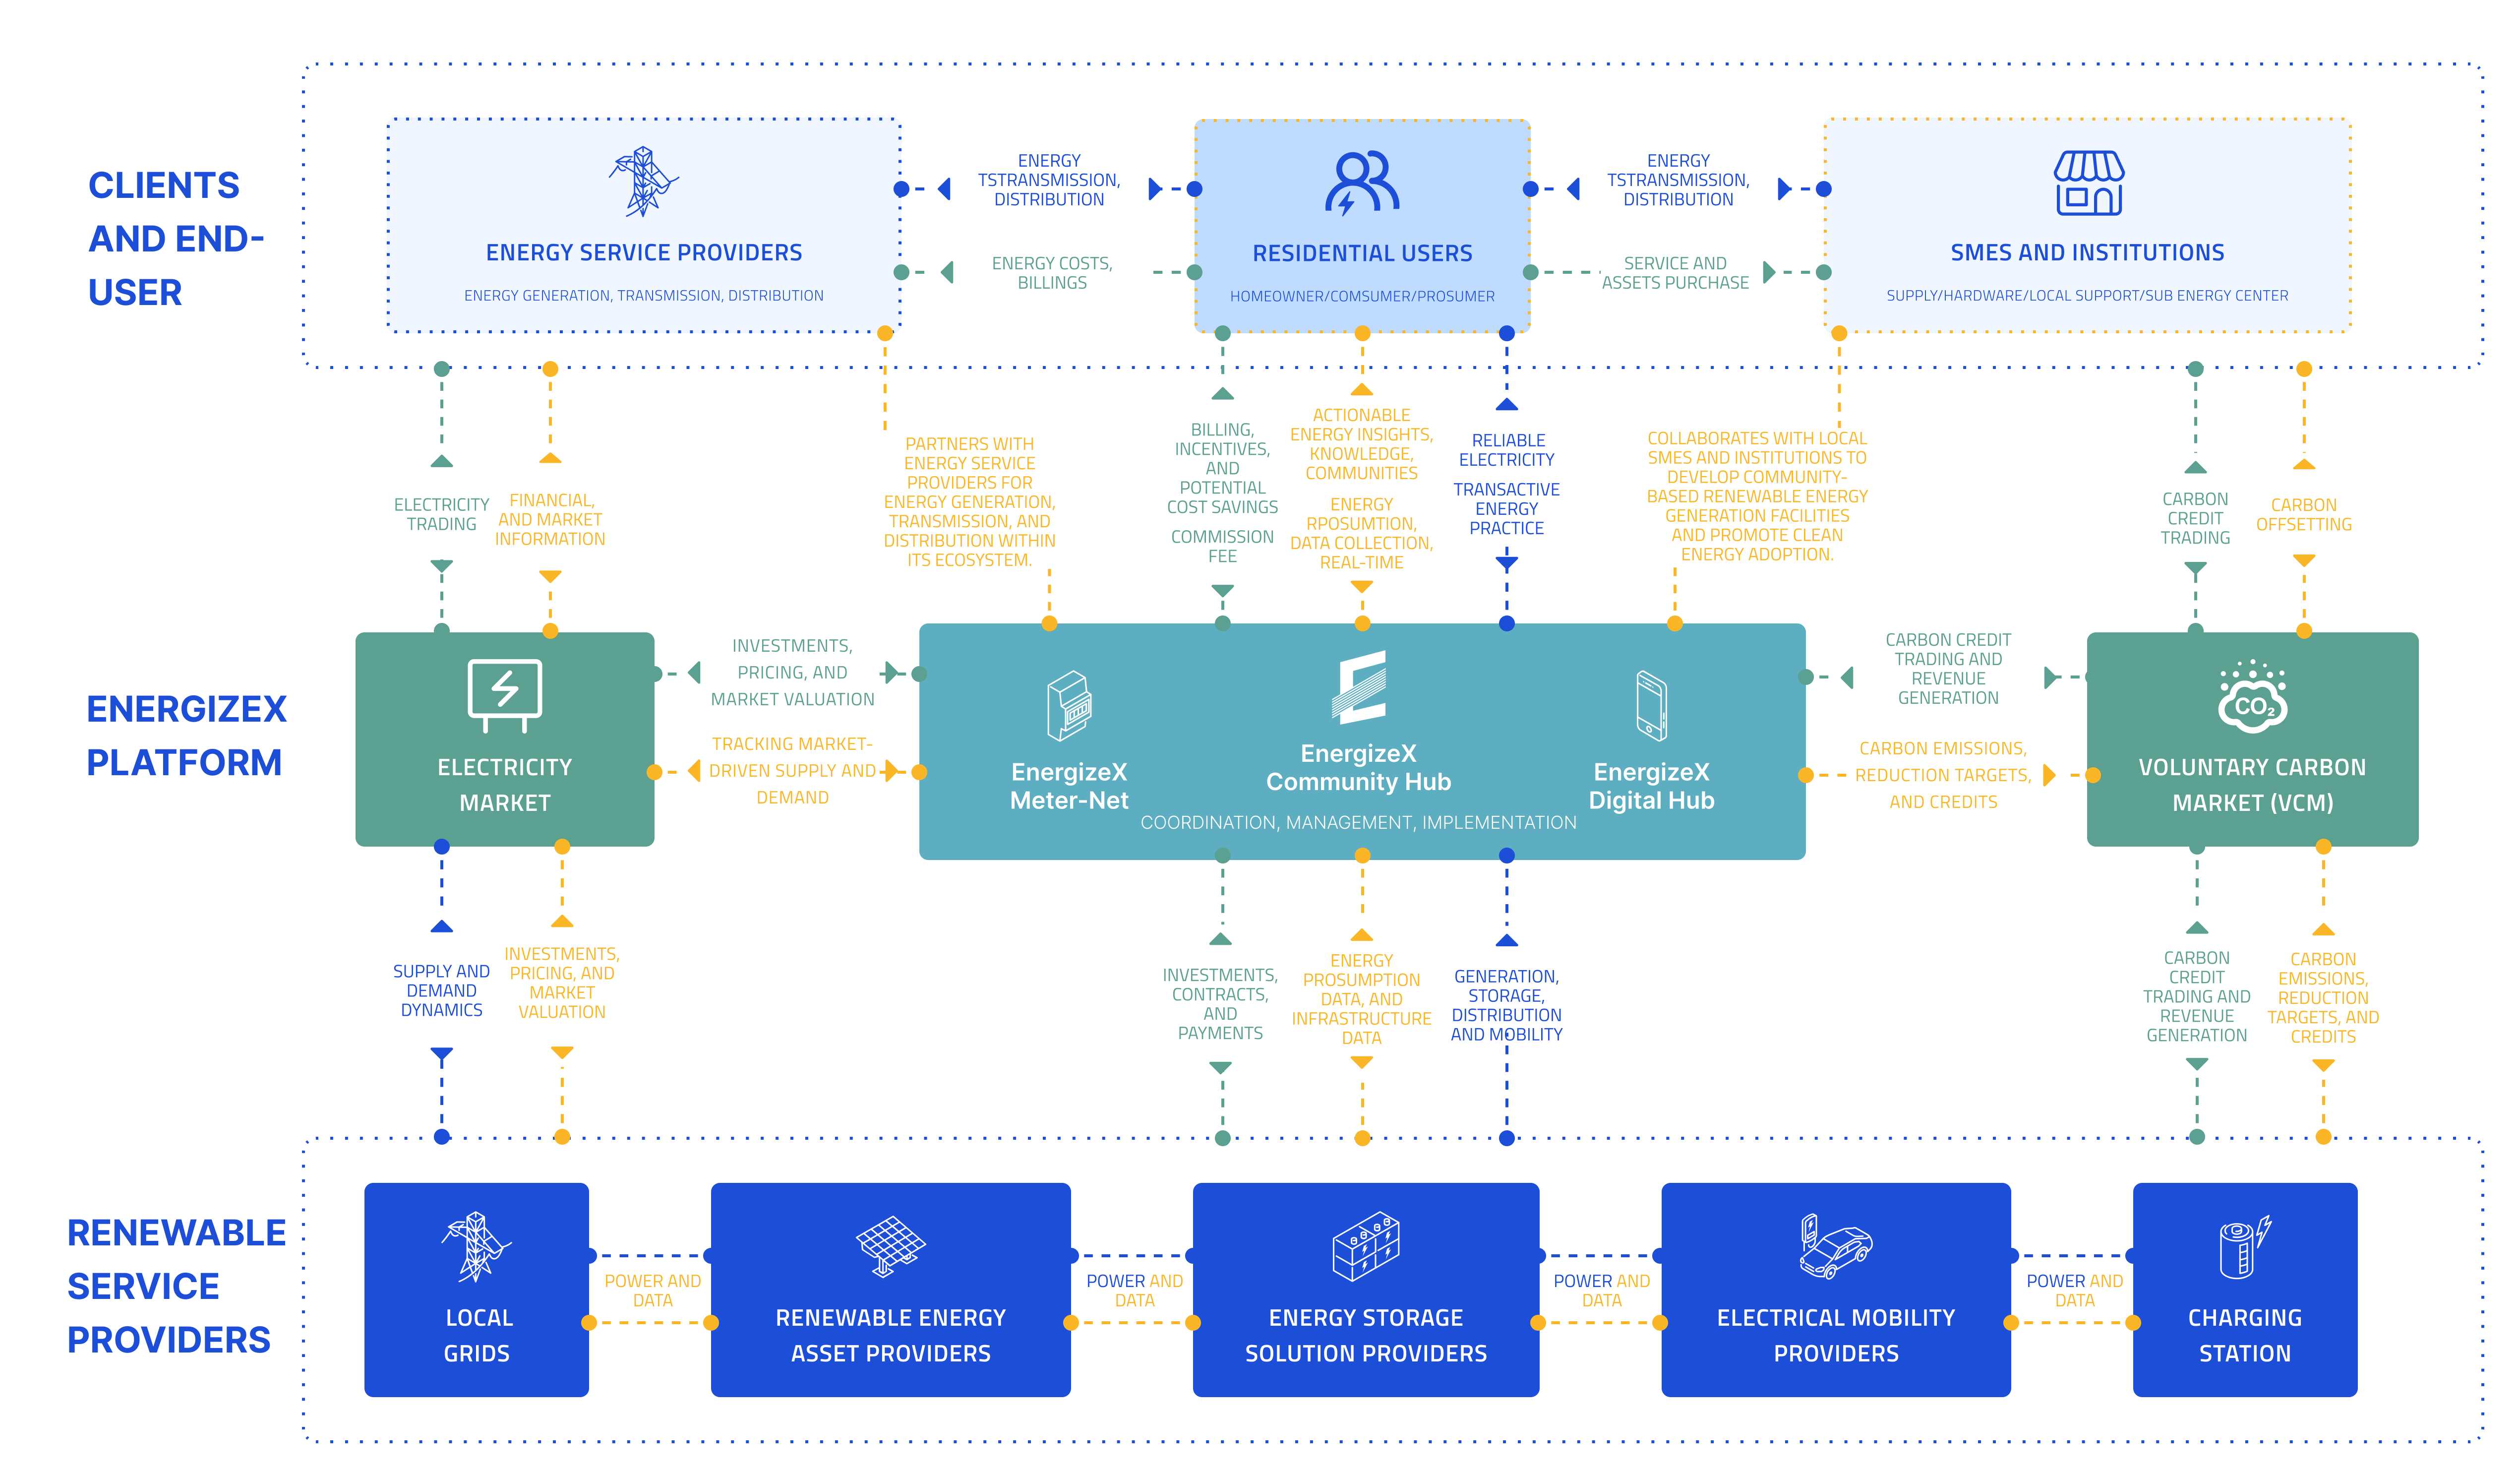 CLIENTS
AND END-
USER
ENERGY SERVICE PROVIDERS
ENERGY GENERATION, TRANSMISSION, DISTRIBUTION
ENERGY
TSTRANSMISSION,
DISTRIBUTION
ENERGY COSTS,
BILLINGS
RESIDENTIAL USERS
HOMEOWNER/COMSUMER/PROSUMER
ENERGY
TSTRANSMISSION,
DISTRIBUTION
SERVICE AND
ASSETS PURCHASE
SMES AND INSTITUTIONS
SUPPLY/HARDWARE/LOCAL SUPPORT/SUB ENERGY CENTER
ELECTRICITY
TRADING
FINANCIAL,
AND MARKET
INFORMATION
PARTNERS WITH
ENERGY SERVICE
PROVIDERS FOR
ENERGY GENERATION,
TRANSMISSION, AND
DISTRIBUTION WITHIN
ITS ECOSYSTEM.
BILLING,
INCENTIVES,
AND
POTENTIAL
COST SAVINGS
COMMISSION
FEE
ACTIONABLE
ENERGY INSIGHTS,
KNOWLEDGE,
COMMUNITIES
ENERGY
RPOSUMTION,
DATA COLLECTION,
REAL-TIME
RELIABLE
ELECTRICITY
TRANSACTIVE
ENERGY
PRACTICE
COLLABORATES WITH LOCAL
SMES AND INSTITUTIONS TO
DEVELOP COMMUNITY-
BASED RENEWABLE ENERGY
GENERATION FACILITIES
AND PROMOTE CLEAN
ENERGY ADOPTION.
CARBON
CREDIT
TRADING
CARBON
OFFSETTING
ENERGIZEX
PLATFORM
ELECTRICITY
MARKET
INVESTMENTS,
PRICING, AND
MARKET VALUATION
TRACKING MARKET-
DRIVEN SUPPLY AND
DEMAND
EnergizeX
Meter-Net
EnergizeX
Community Hub
EnergizeX
Digital Hub
COORDINATION, MANAGEMENT, IMPLEMENTATION
CARBON CREDIT
TRADING AND
REVENUE
GENERATION
CARBON EMISSIONS,
REDUCTION TARGETS,
AND CREDITS
CO₂
VOLUNTARY CARBON
MARKET (VCM)
SUPPLY AND
DEMAND
DYNAMICS
INVESTMENTS,
PRICING, AND
MARKET
VALUATION
INVESTMENTS,
CONTRACTS,
AND
PAYMENTS
ENERGY
PROSUMPTION
DATA, AND
INFRASTRUCTURE
DATA
GENERATION,
STORAGE,
DISTRIBUTION
AND MOBILITY
CARBON
CREDIT
TRADING AND
REVENUE
GENERATION
CARBON
EMISSIONS,
REDUCTION
TARGETS, AND
CREDITS
RENEWABLE
SERVICE
PROVIDERS
LOCAL
GRIDS
POWER AND
DATA
RENEWABLE ENERGY
ASSET PROVIDERS
POWER AND
DATA
ENERGY STORAGE
SOLUTION PROVIDERS
POWER AND
DATA
ELECTRICAL MOBILITY
PROVIDERS
POWER AND
DATA
CHARGING
STATION